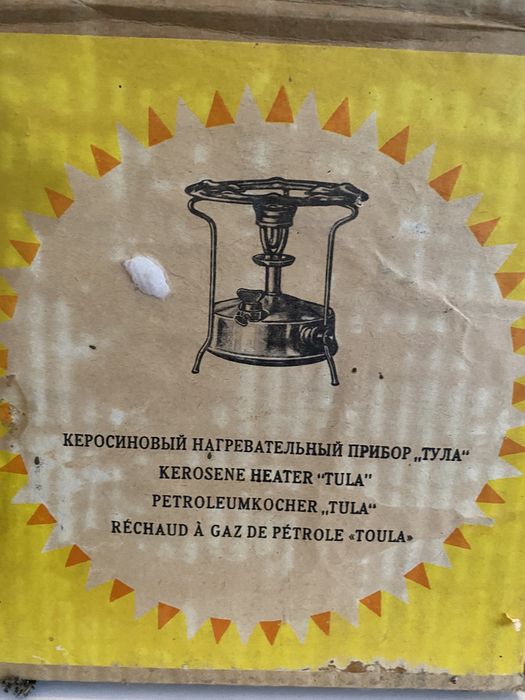 КЕРОСИНОВЫЙ НАГРЕВАТЕЛЬНЫЙ ПРИБОР „ТУЛА“
KEROSENE HEATER “TULA”
PETROLEUMKOCHER „TULA“
RÉCHAUD À GAZ DE PÉTROLE «TOULA»